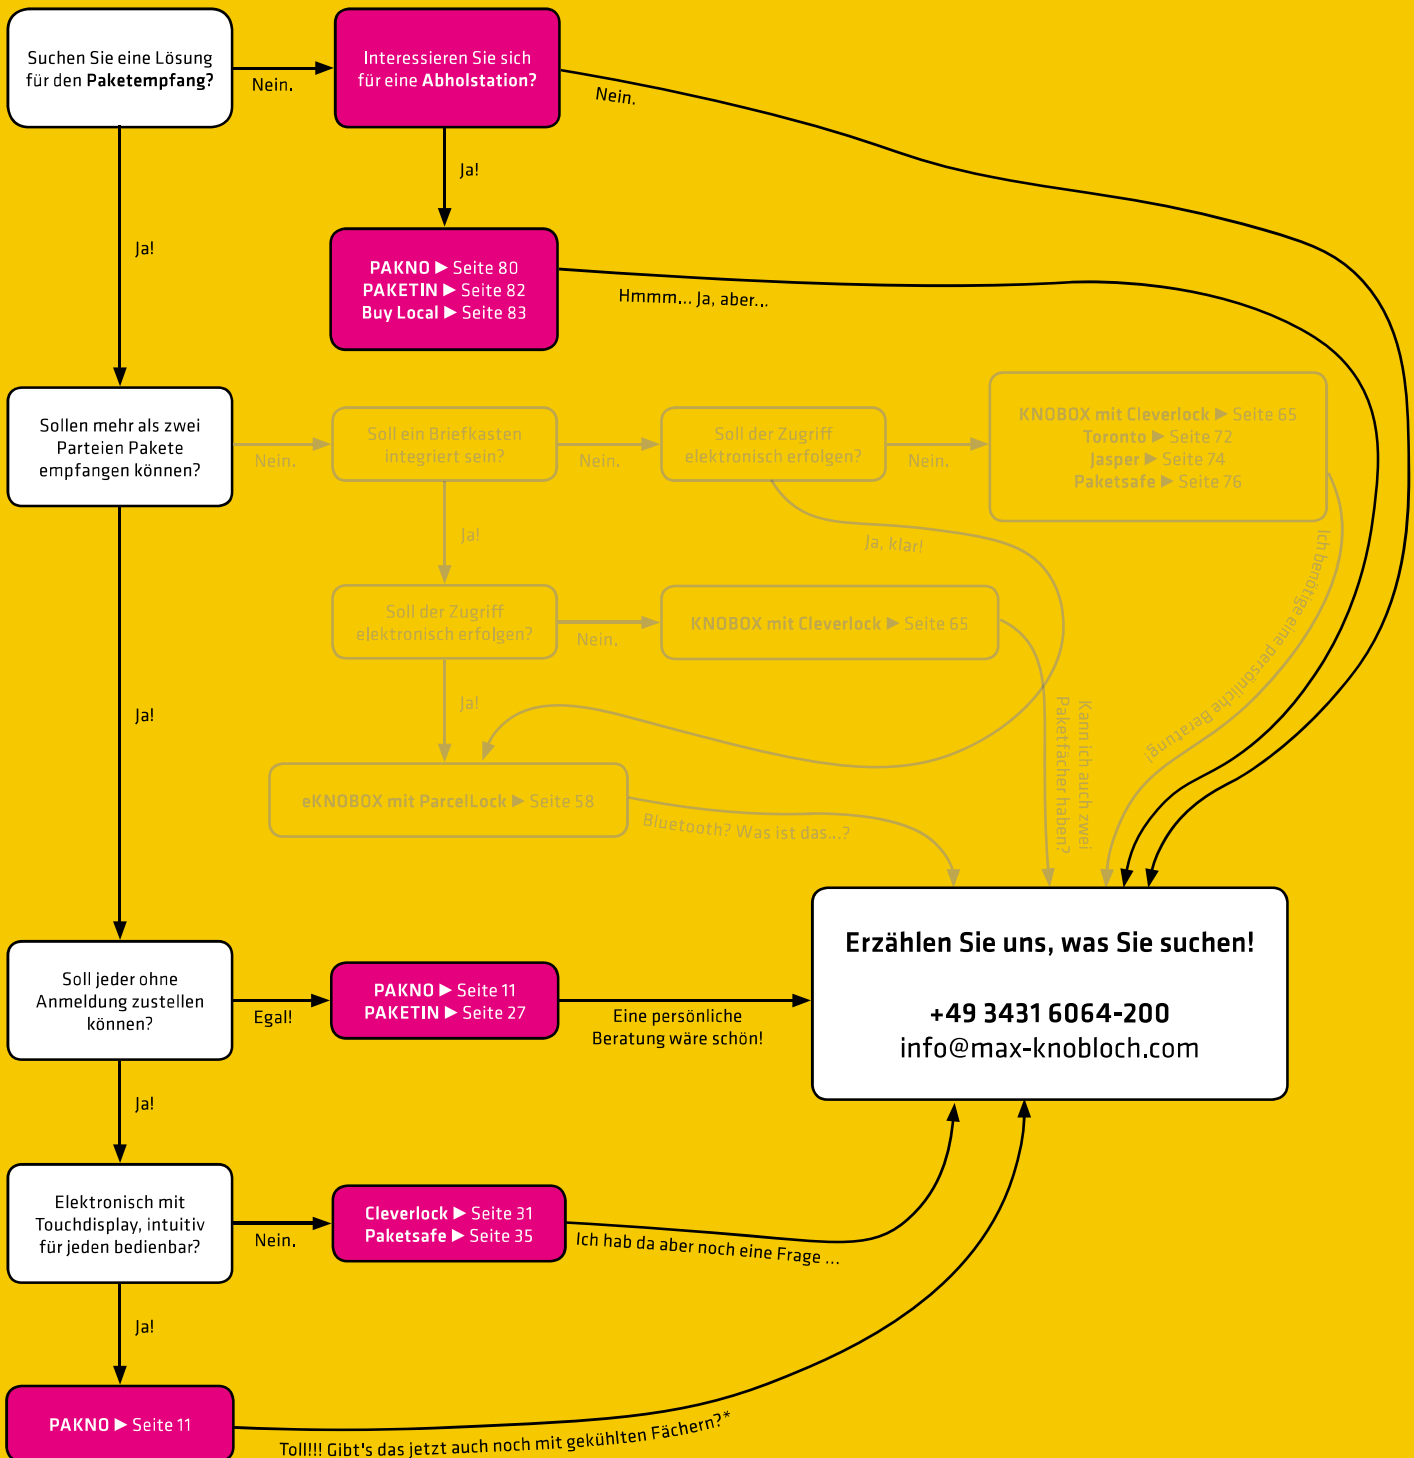 Suchen Sie eine Lösung
für den Paketempfang?
Nein.
Interessieren Sie sich
für eine Abholstation?
Nein.
Ja!
Ja!
PAKNO ▶ Seite 80
PAKETIN ▶ Seite 82
Buy Local ▶ Seite 83
Hmmm... Ja, aber...
Sollen mehr als zwei
Parteien Pakete
empfangen können?
Nein.
Soll ein Briefkasten
integriert sein?
Nein.
Soll der Zugriff
elektronisch erfolgen?
Nein.
KNOBOX mit Cleverlock ▶ Seite 65
Toronto ▶ Seite 72
Jasper ▶ Seite 74
Paketsafe ▶ Seite 76
Ja!
Ja, klar!
Ich benötige eine persönliche Beratung!
Soll der Zugriff
elektronisch erfolgen?
Nein.
KNOBOX mit Cleverlock ▶ Seite 65
Ja!
Ja!
Kann ich auch zwei
Paketfächer haben?
eKNOBOX mit ParcelLock ▶ Seite 58
Bluetooth? Was ist das...?
Erzählen Sie uns, was Sie suchen!
+49 3431 6064-200
info@max-knobloch.com
Soll jeder ohne
Anmeldung zustellen
können?
Egal!
PAKNO ▶ Seite 11
PAKETIN ▶ Seite 27
Eine persönliche
Beratung wäre schön!
Ja!
Elektronisch mit
Touchdisplay, intuitiv
für jeden bedienbar?
Nein.
Cleverlock ▶ Seite 31
Paketsafe ▶ Seite 35
Ich hab da aber noch eine Frage ...
Ja!
PAKNO ▶ Seite 11
Toll!!! Gibt's das jetzt auch noch mit gekühlten Fächern?*